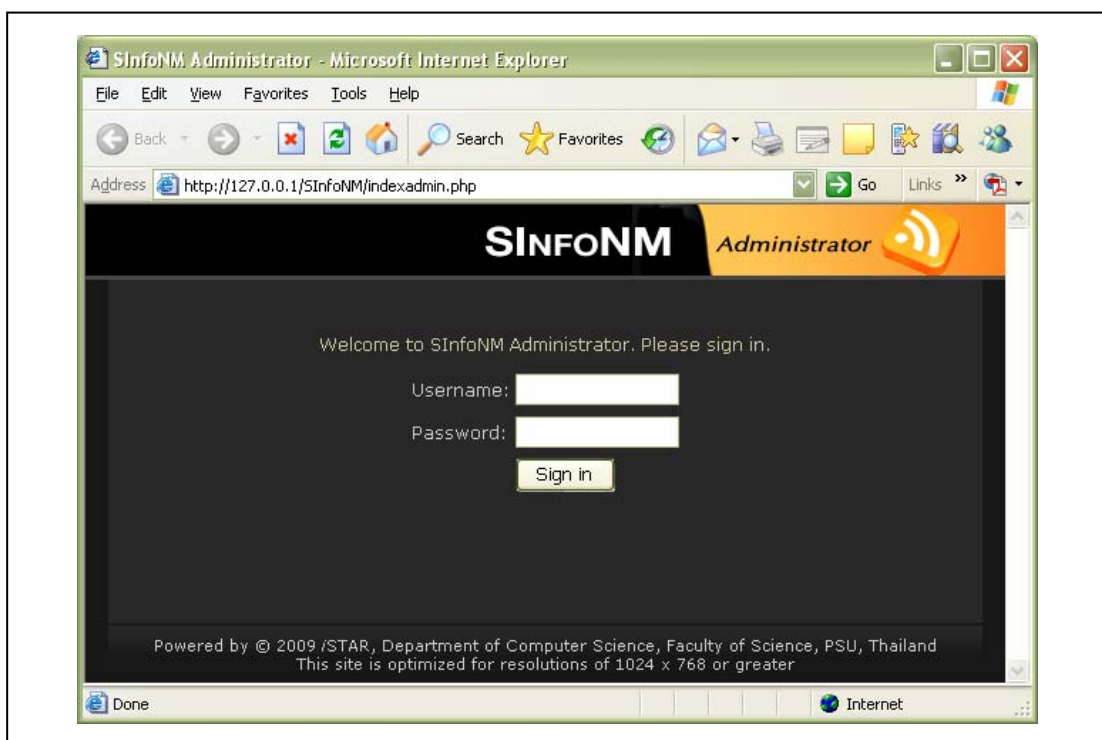 SInfoNM Administrator - Microsoft Internet Explorer
File Edit View Favorites Tools Help
Back Search Favorites
Address http://127.0.0.1/SInfoNM/indexadmin.php Go Links »
SINFONM Administrator
Welcome to SInfoNM Administrator. Please sign in.
Username:
Password:
Sign in
Powered by © 2009 iSTAR, Department of Computer Science, Faculty of Science, PSU, Thailand
This site is optimized for resolutions of 1024 x 768 or greater
Done Internet